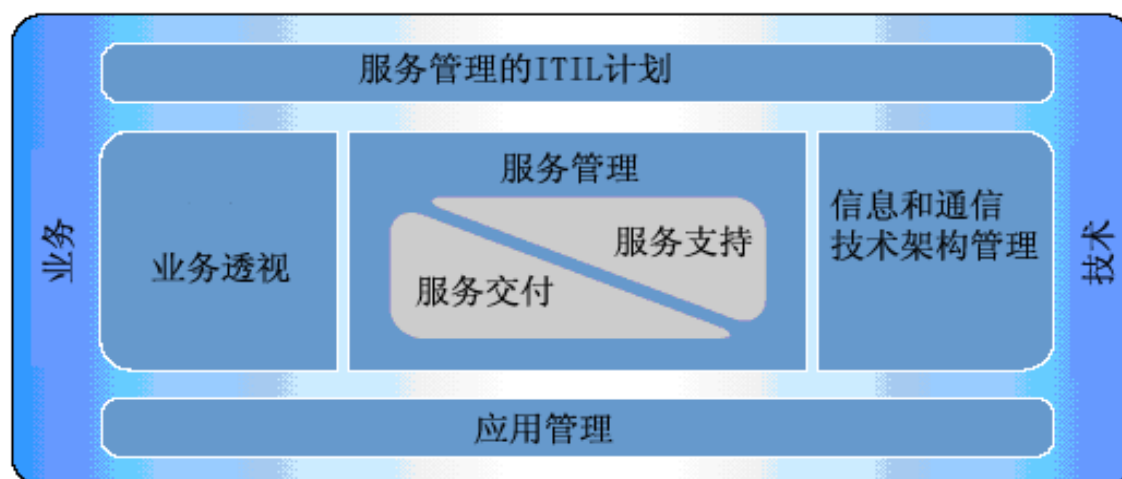 服务管理的ITIL计划
业务
业务透视
服务管理
服务支持
服务交付
信息和通信
技术架构管理
技术
应用管理